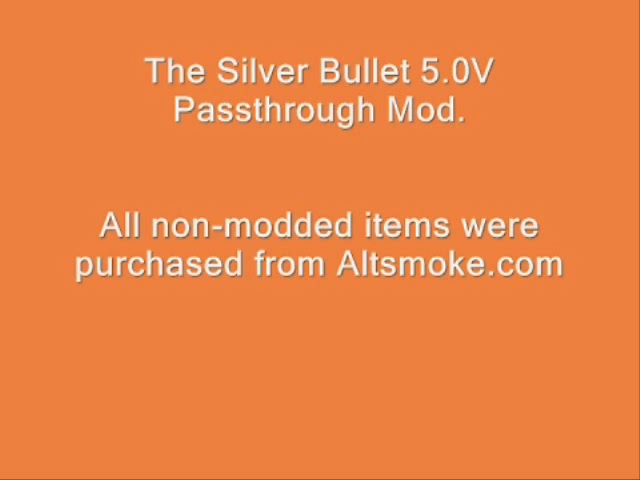 The Silver Bullet 5.0V
Passthrough Mod.
All non-modded items were
purchased from Altsmoke.com